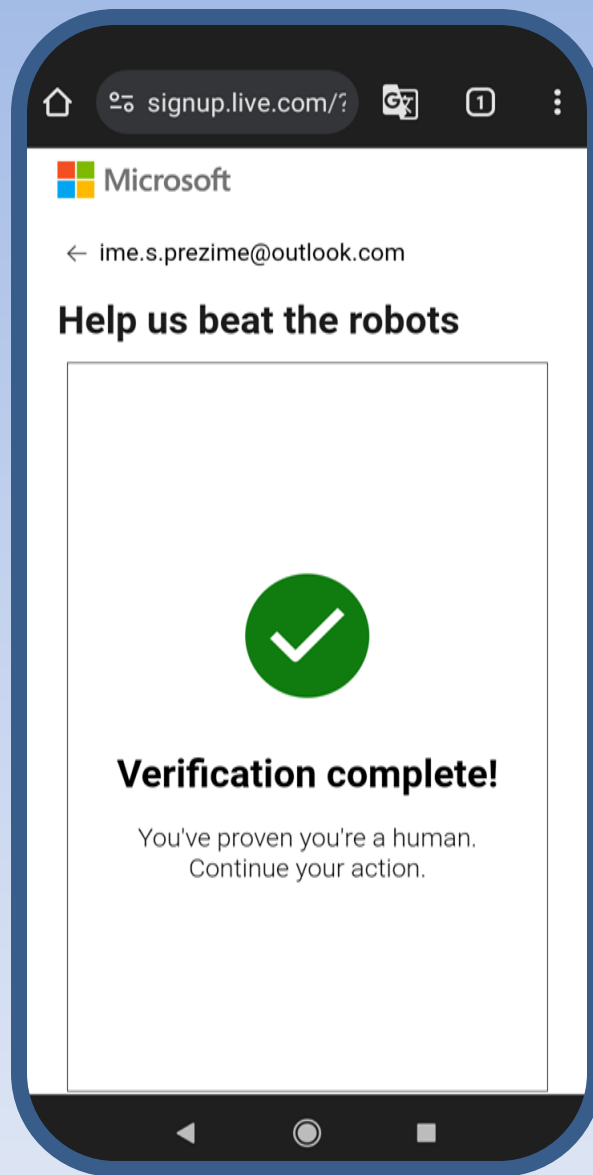 signup.live.com/?
1
Microsoft
← ime.s.prezime@outlook.com
Help us beat the robots
Verification complete!
You've proven you're a human.
Continue your action.